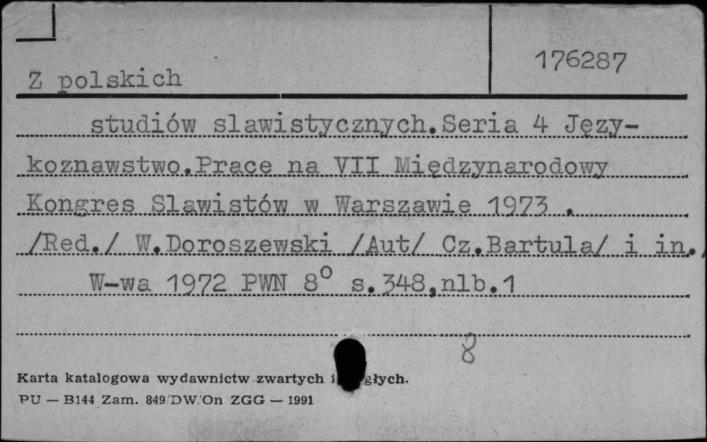 176287
Z polskich
studiów slawistycznych.Seria 4 Języ-
koznawstwo.Prace na VII Międzynarodowy
Kongres Slawistów w Warszawie 1973 .
/Red./ W.Doroszewski /Aut/ Cz.Bartula/ i in./
W-wa 1972 PWN 8° s.348,nlb.1
8
Karta katalogowa wydawnictw zwartych
PU — B144 Zam. 849/DW/On ZGG — 1991